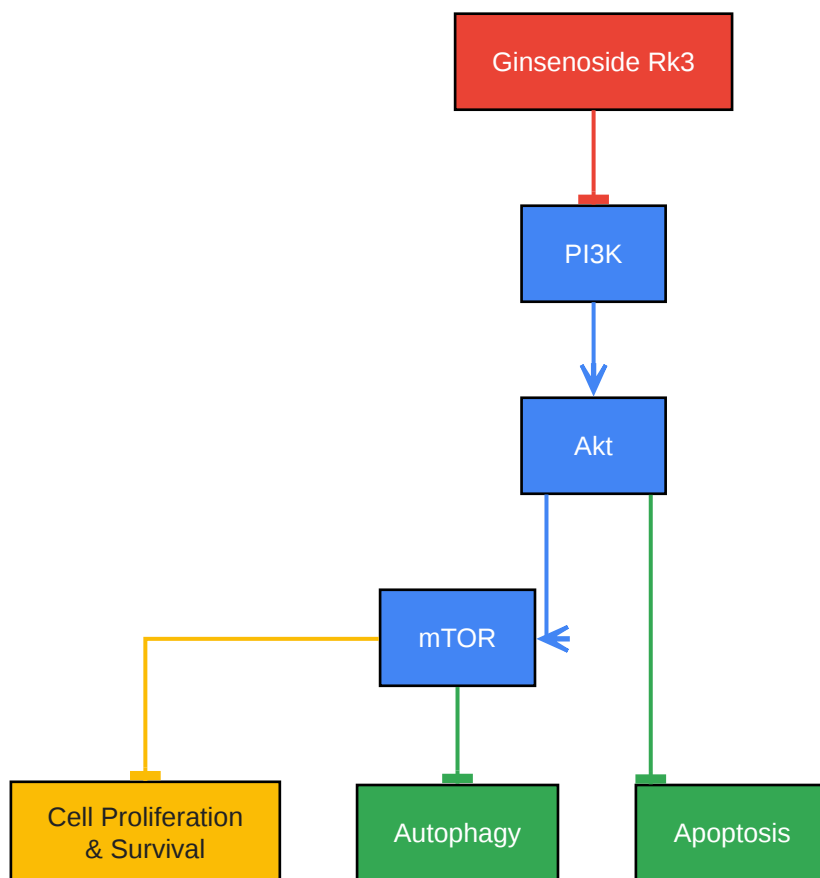 Ginsenoside Rk3
PI3K
Akt
mTOR
Cell Proliferation
& Survival
Autophagy
Apoptosis